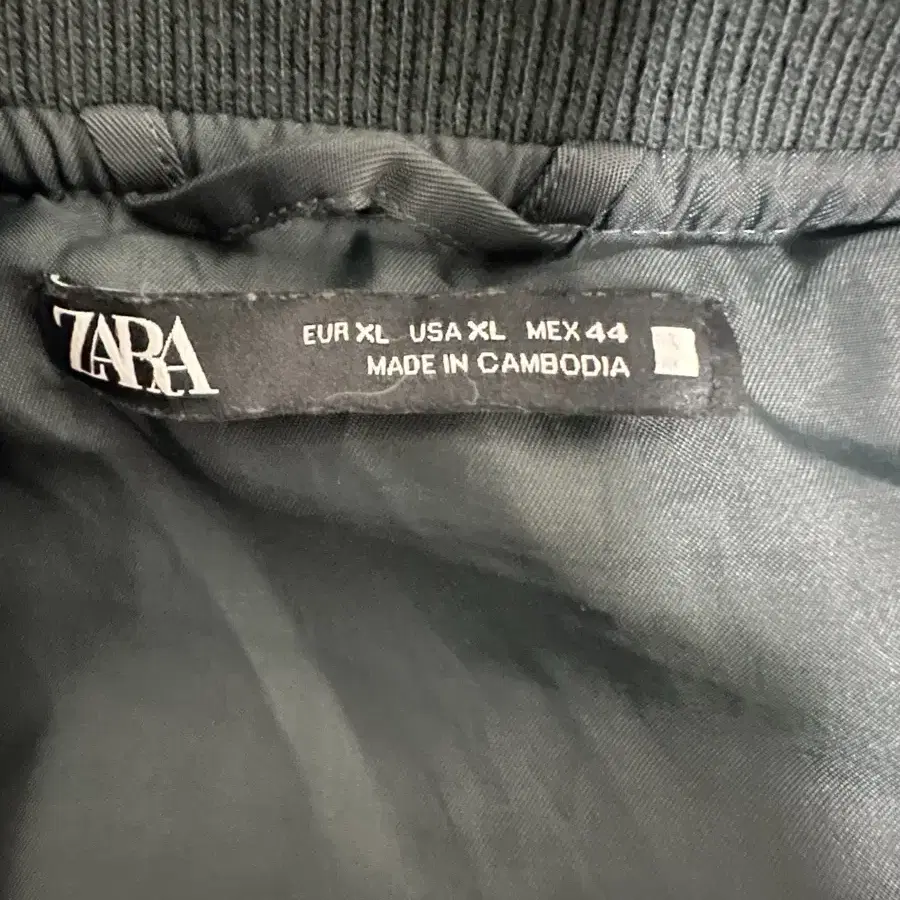 ZARA
EUR XL USA XL MEX 44
MADE IN CAMBODIA